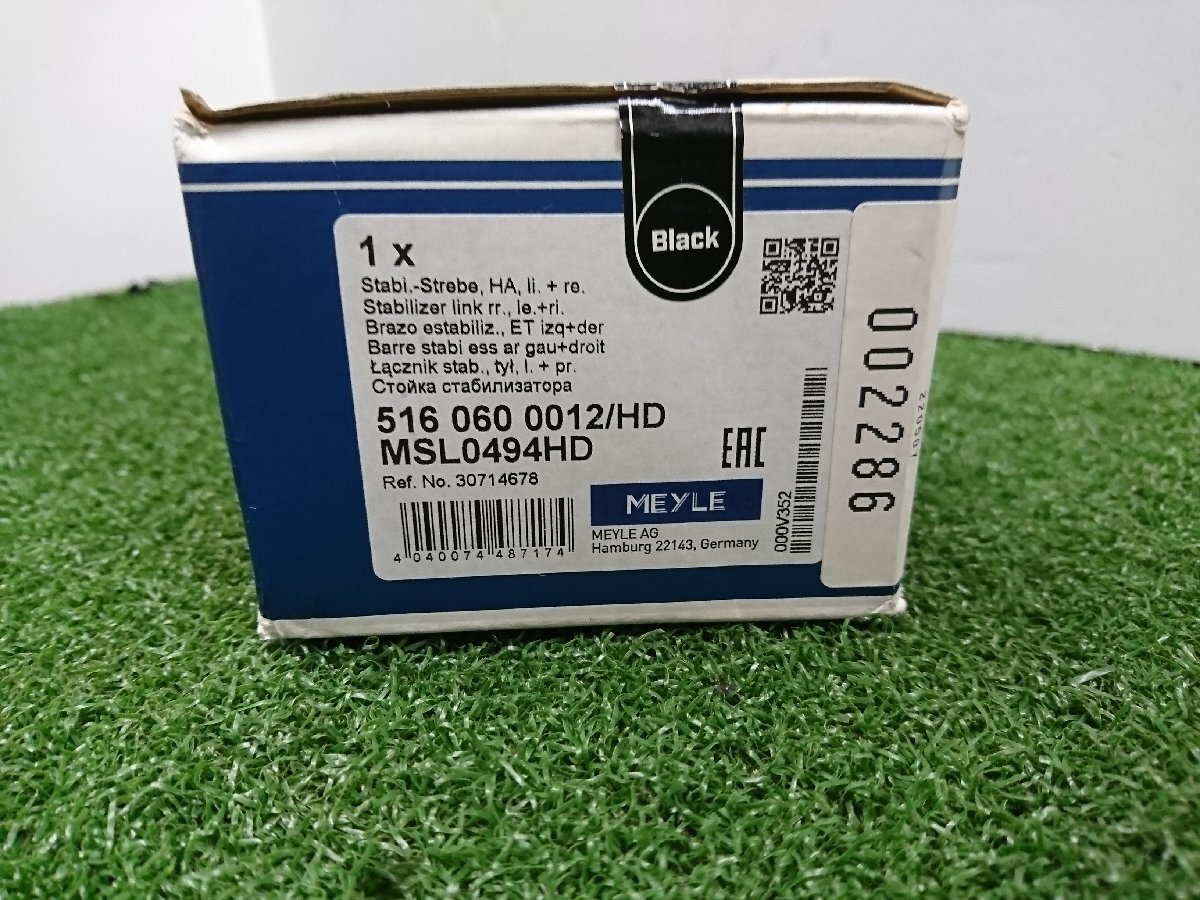 Black
1 x
Stabi.-Strebe, HA, li. + re.
Stabilizer link rr., le.+ri.
Brazo estabiliz., ET izq+der
Barre stabi ess ar gau+droit
Łącznik stab., tył, l. + pr.
Стойка стабилизатора
516 060 0012/HD
MSL0494HD
Ref. No. 30714678
EAC
MEYLE
MEYLE AG
Hamburg 22143, Germany
4 040074 487174
000V352
002286